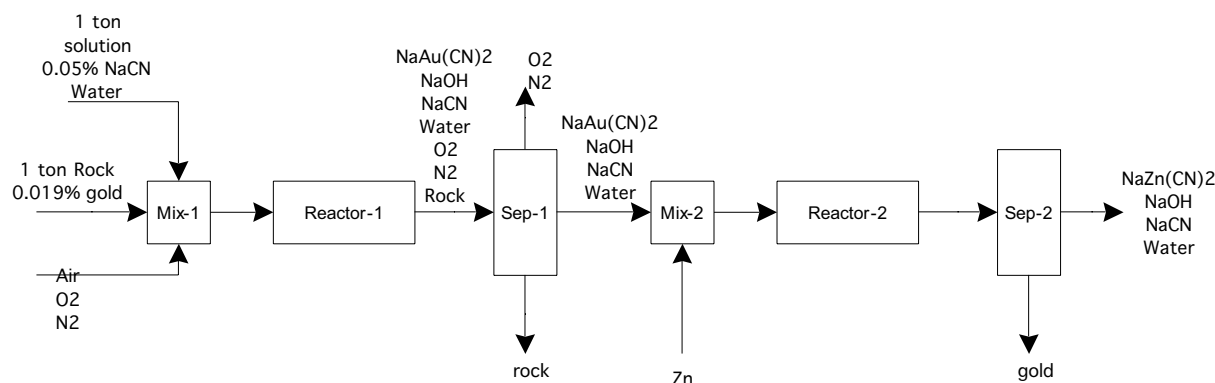 1 ton
solution
0.05% NaCN
Water
1 ton Rock
0.019% gold
Air
O2
N2
Mix-1
Reactor-1
NaAu(CN)2
NaOH
NaCN
Water
O2
N2
Rock
O2
N2
Sep-1
rock
NaAu(CN)2
NaOH
NaCN
Water
Mix-2
Zn
Reactor-2
Sep-2
gold
NaZn(CN)2
NaOH
NaCN
Water